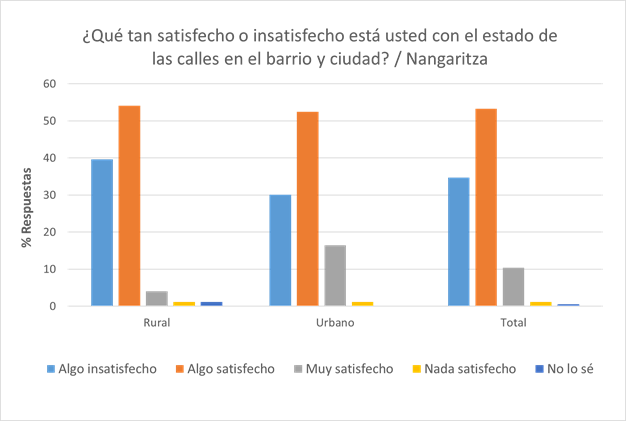 ¿Qué tan satisfecho o insatisfecho está usted con el estado de
las calles en el barrio y ciudad? / Nangaritza
% Respuestas
60
50
40
30
20
10
0
Rural Urbano Total
Algo insatisfecho Algo satisfecho Muy satisfecho Nada satisfecho No lo sé